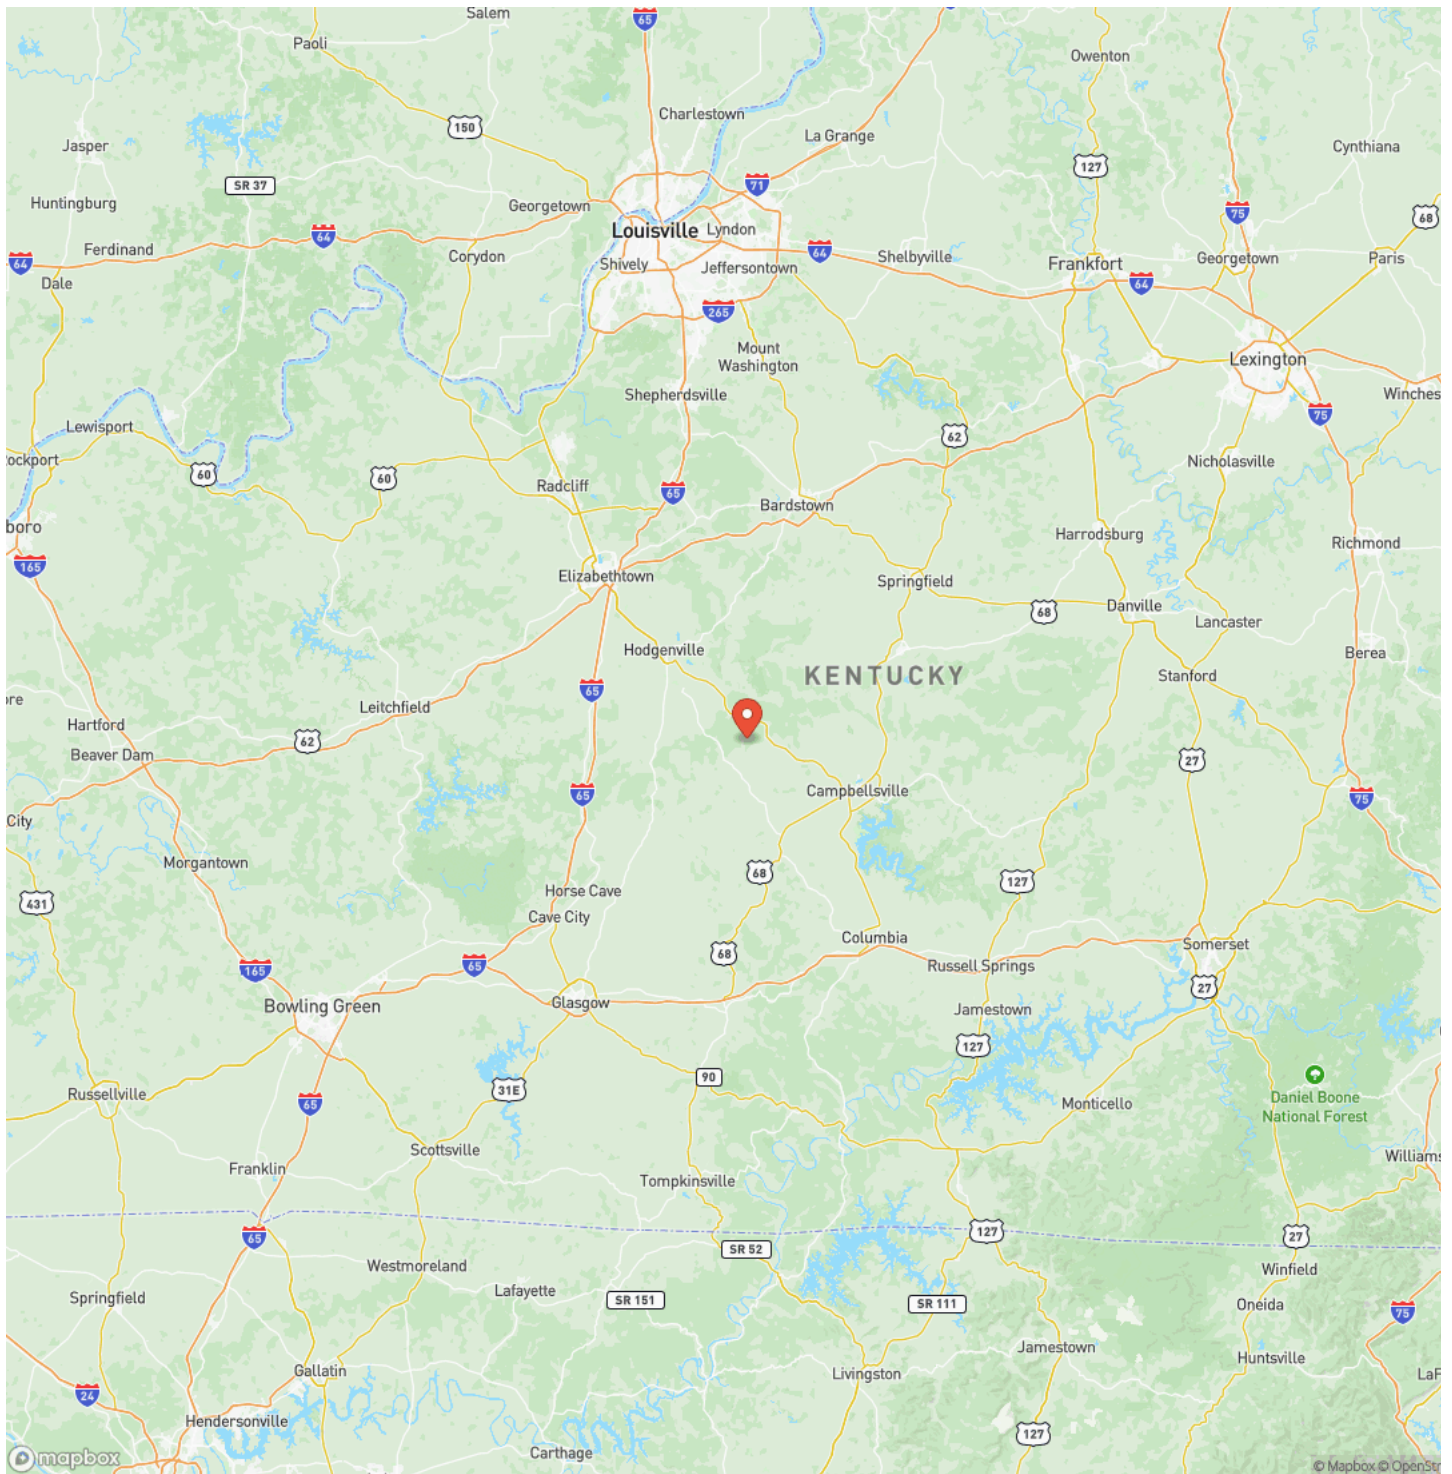 Salem
65
Paoli
Owenton
Charlestown
150
La Grange
Jasper
127
Cynthiana
71
SR 37
Huntingburg
Georgetown
75
68
Louisville
Lyndon
64
Ferdinand
64
Corydon
Shively
Jeffersontown
64
Shelbyville
Frankfort
Georgetown
Paris
Dale
64
265
Mount
Washington
Lexington
Shepherdsville
Winches
75
Lewisport
62
ockport
60
60
Nicholasville
Radcliff
65
Bardstown
boro
Harrodsburg
Richmond
165
Elizabethtown
Springfield
68
Danville
Lancaster
Hodgenville
Berea
KENTUCKY
Stanford
65
re
Leitchfield
Hartford
62
Beaver Dam
27
65
Campbellsville
75
City
Morgantown
68
127
431
Horse Cave
Cave City
Columbia
Somerset
68
65
165
Russell Springs
27
Bowling Green
Glasgow
Jamestown
127
90
31E
Russellville
65
Daniel Boone
National Forest
Monticello
Scottsville
Williams
Franklin
Tompkinsville
127
65
27
SR 52
Westmoreland
Winfield
Lafayette
Springfield
SR 151
SR 111
Oneida
75
Jamestown
Huntsville
Gallatin
Livingston
LaF
24
Hendersonville
127
Carthage
mapbox
© Mapbox © OpenStr